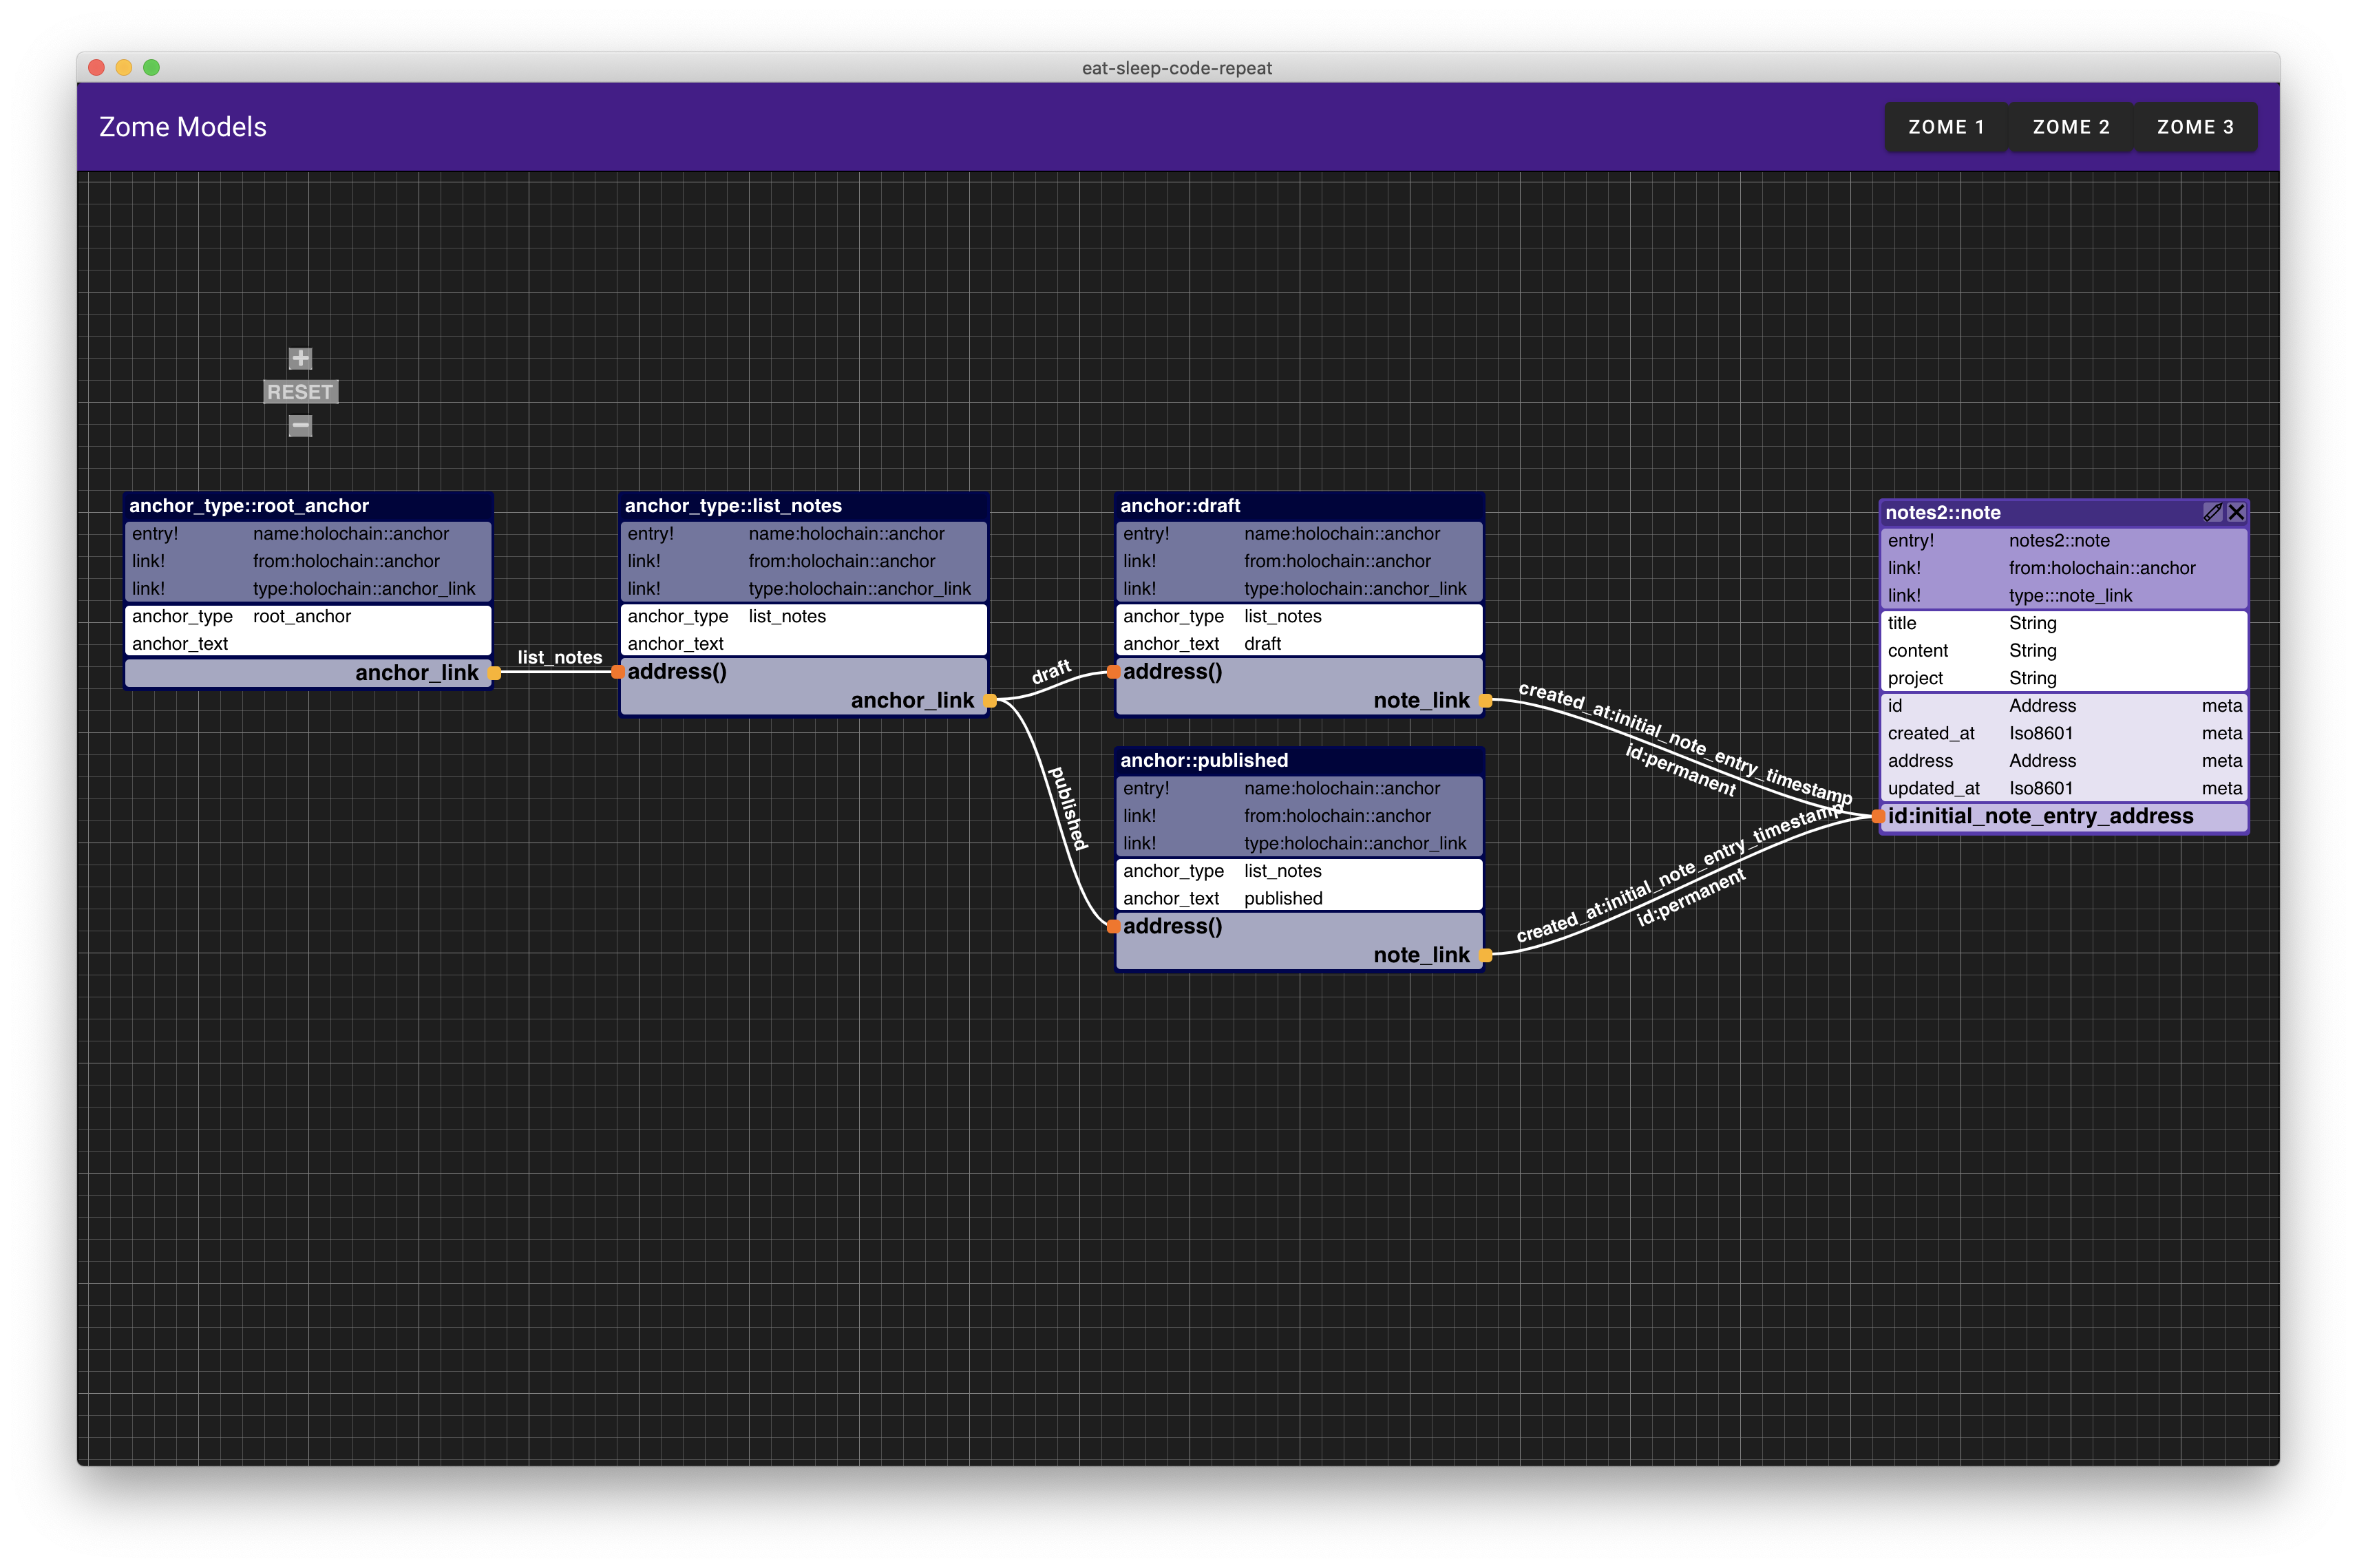 eat-sleep-code-repeat
Zome Models
ZOME 1 ZOME 2 ZOME 3
+
RESET
−
anchor_type::root_anchor
entry! name:holochain::anchor
link! from:holochain::anchor
link! type:holochain::anchor_link
anchor_type root_anchor
anchor_text
anchor_link
list_notes
anchor_type::list_notes
entry! name:holochain::anchor
link! from:holochain::anchor
link! type:holochain::anchor_link
anchor_type list_notes
anchor_text
address()
anchor_link
draft
published
anchor::draft
entry! name:holochain::anchor
link! from:holochain::anchor
link! type:holochain::anchor_link
anchor_type list_notes
anchor_text draft
address()
note_link
created_at:initial_note_entry_timestamp
id:permanent
anchor::published
entry! name:holochain::anchor
link! from:holochain::anchor
link! type:holochain::anchor_link
anchor_type list_notes
anchor_text published
address()
note_link
created_at:initial_note_entry_timestamp
id:permanent
notes2::note
entry! notes2::note
link! from:holochain::anchor
link! type:::note_link
title String
content String
project String
id Address meta
created_at Iso8601 meta
address Address meta
updated_at Iso8601 meta
id:initial_note_entry_address